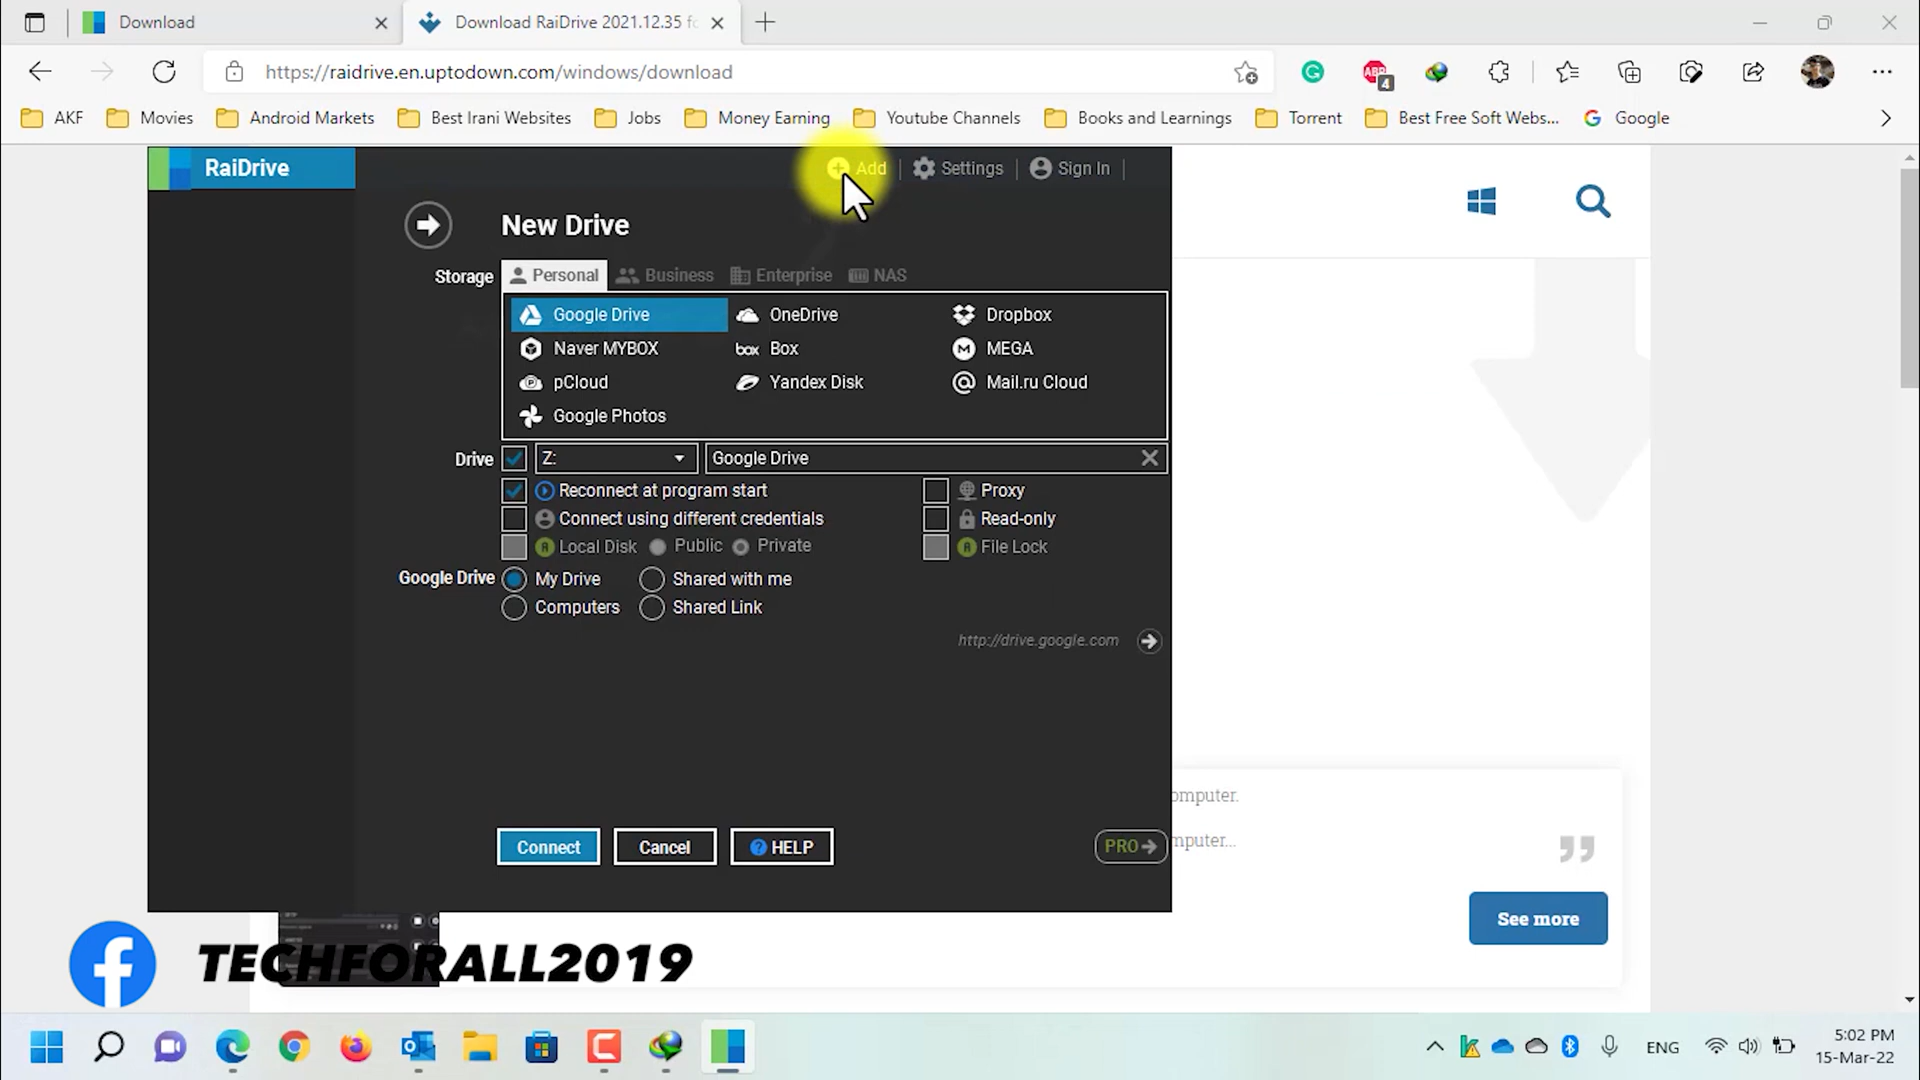 Download
Download RaiDrive 2021.12.35 fo
https://raidrive.en.uptodown.com/windows/download
ABP
4
AKF
Movies
Android Markets
Best Irani Websites
Jobs
Money Earning
Youtube Channels
Books and Learnings
Torrent
Best Free Soft Webs...
Google
RaiDrive
Add
Settings
Sign In
New Drive
Storage
Personal
Business
Enterprise
NAS
Google Drive
OneDrive
Dropbox
Naver MYBOX
box
Box
MEGA
pCloud
Yandex Disk
Mail.ru Cloud
Google Photos
Drive
Z:
Google Drive
Reconnect at program start
Proxy
Connect using different credentials
Read-only
Local Disk
Public
Private
File Lock
Google Drive
My Drive
Shared with me
Computers
Shared Link
http://drive.google.com
omputer.
mputer...
Connect
Cancel
HELP
PRO
See more
TECHFORALL2019
ENG
5:02 PM
15-Mar-22